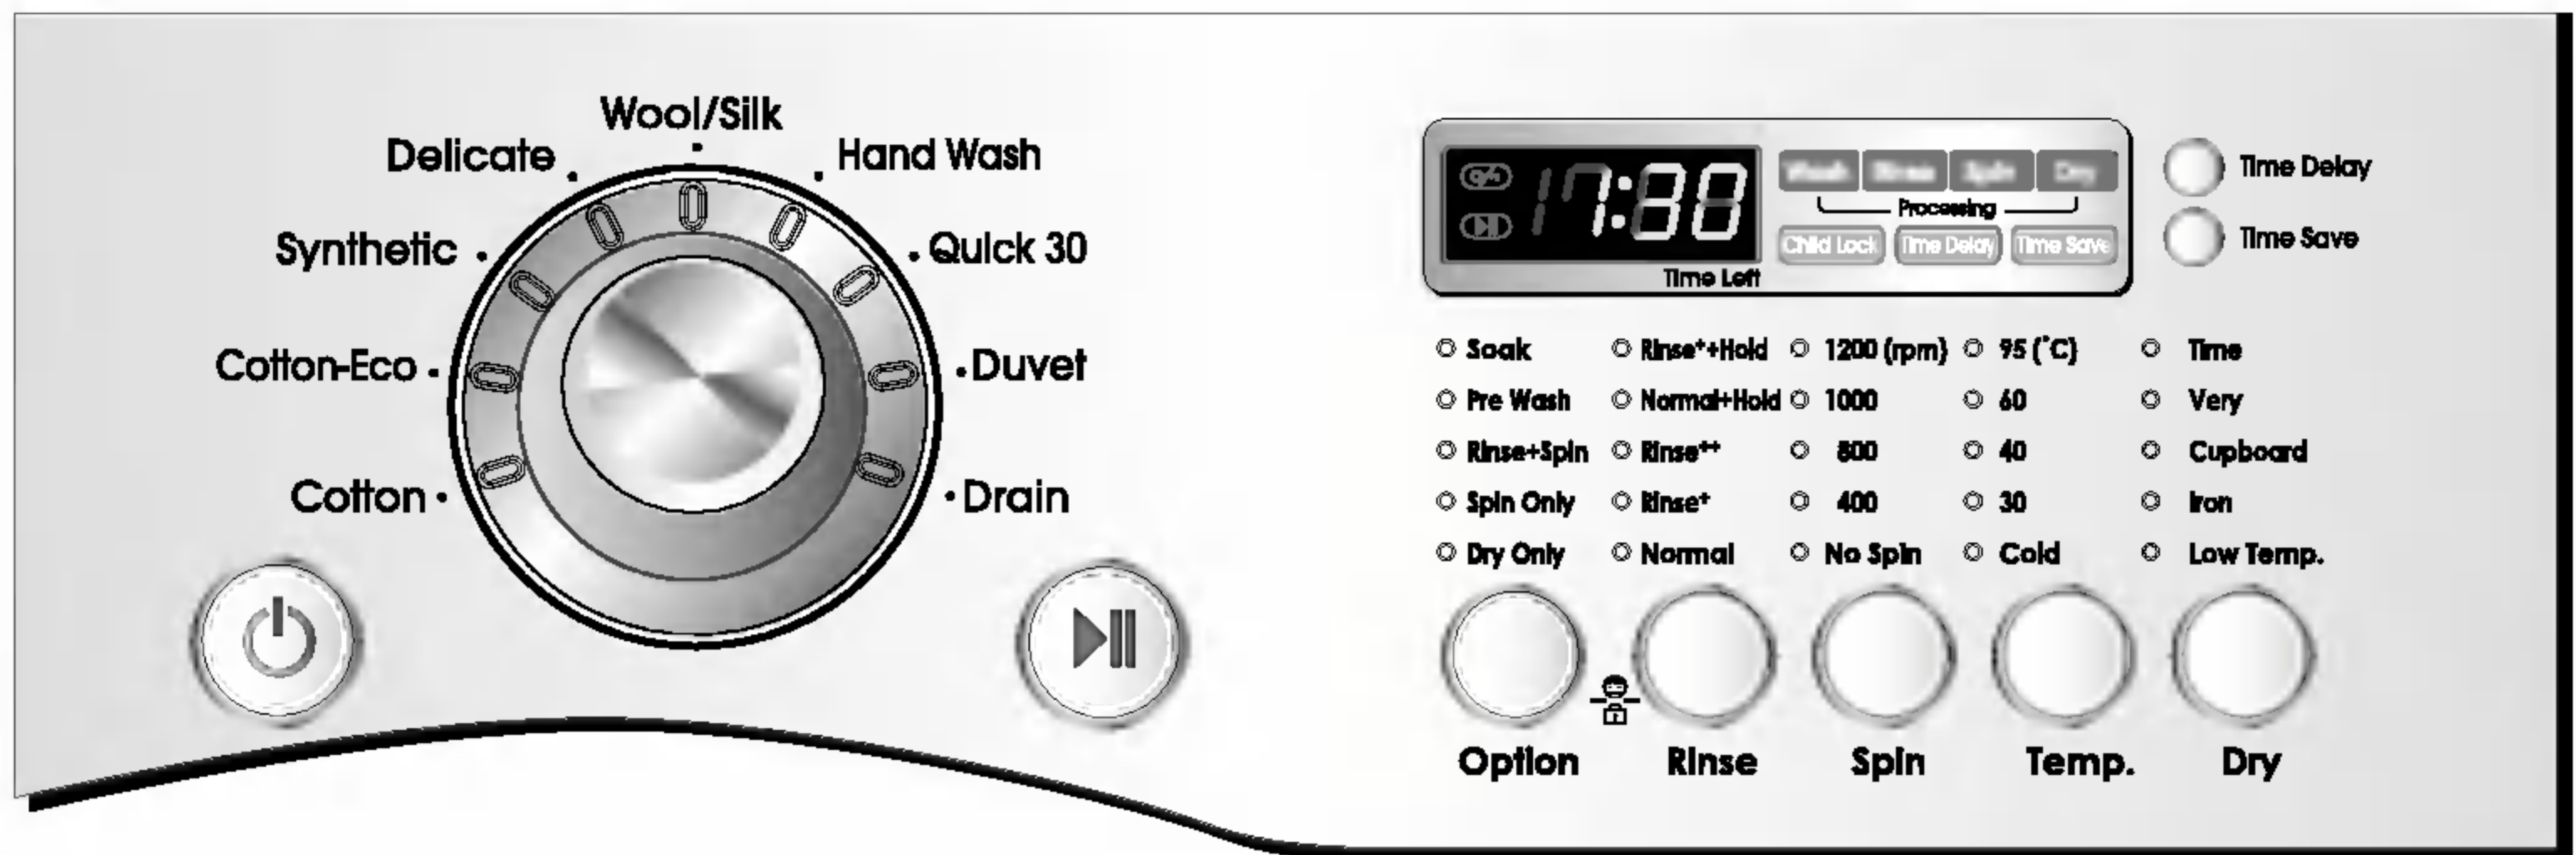 Wool/Silk
Delicate
Hand Wash
Synthetic
Quick 30
Cotton-Eco
Duvet
Cotton
Drain
1:30
Time Left
Wash Rinse Spin Dry
Processing
Child Lock Time Delay Time Save
Time Delay
Time Save
Soak Rinse⁺+Hold 1200 (rpm) 95 (°C) Time
Pre Wash Normal+Hold 1000 60 Very
Rinse+Spin Rinse⁺⁺ 800 40 Cupboard
Spin Only Rinse⁺ 400 30 Iron
Dry Only Normal No Spin Cold Low Temp.
Option Rinse Spin Temp. Dry